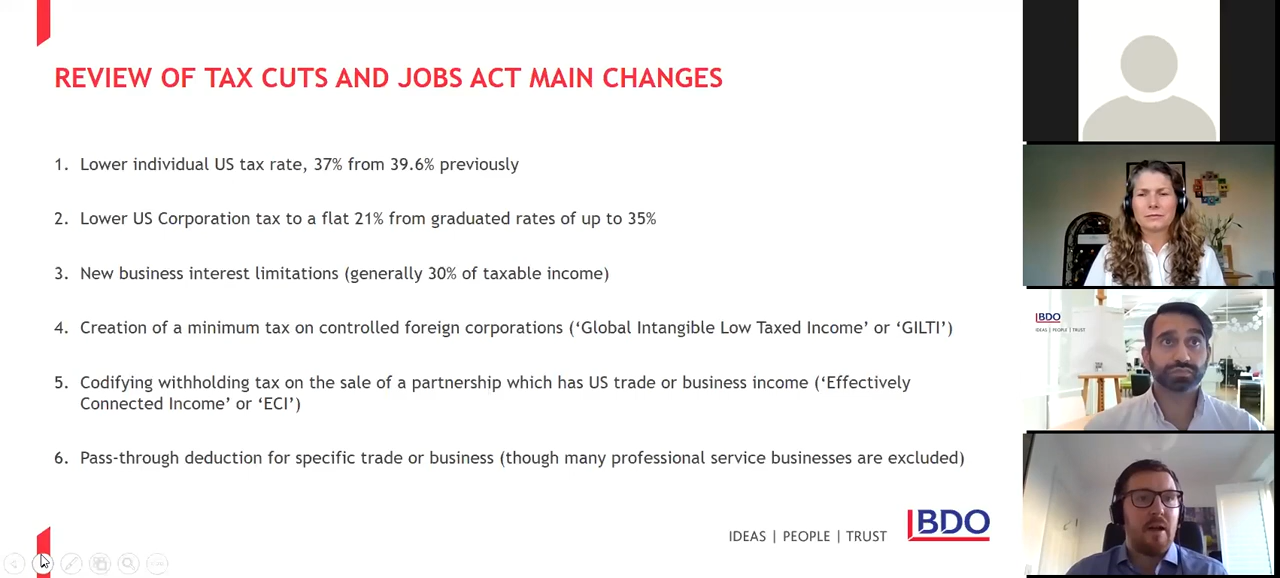 REVIEW OF TAX CUTS AND JOBS ACT MAIN CHANGES
1. Lower individual US tax rate, 37% from 39.6% previously
2. Lower US Corporation tax to a flat 21% from graduated rates of up to 35%
3. New business interest limitations (generally 30% of taxable income)
4. Creation of a minimum tax on controlled foreign corporations (‘Global Intangible Low Taxed Income’ or ‘GILTI’)
5. Codifying withholding tax on the sale of a partnership which has US trade or business income (‘Effectively
Connected Income’ or ‘ECI’)
6. Pass-through deduction for specific trade or business (though many professional service businesses are excluded)
IDEAS | PEOPLE | TRUST
BDO
BDO
IDEAS | PEOPLE | TRUST